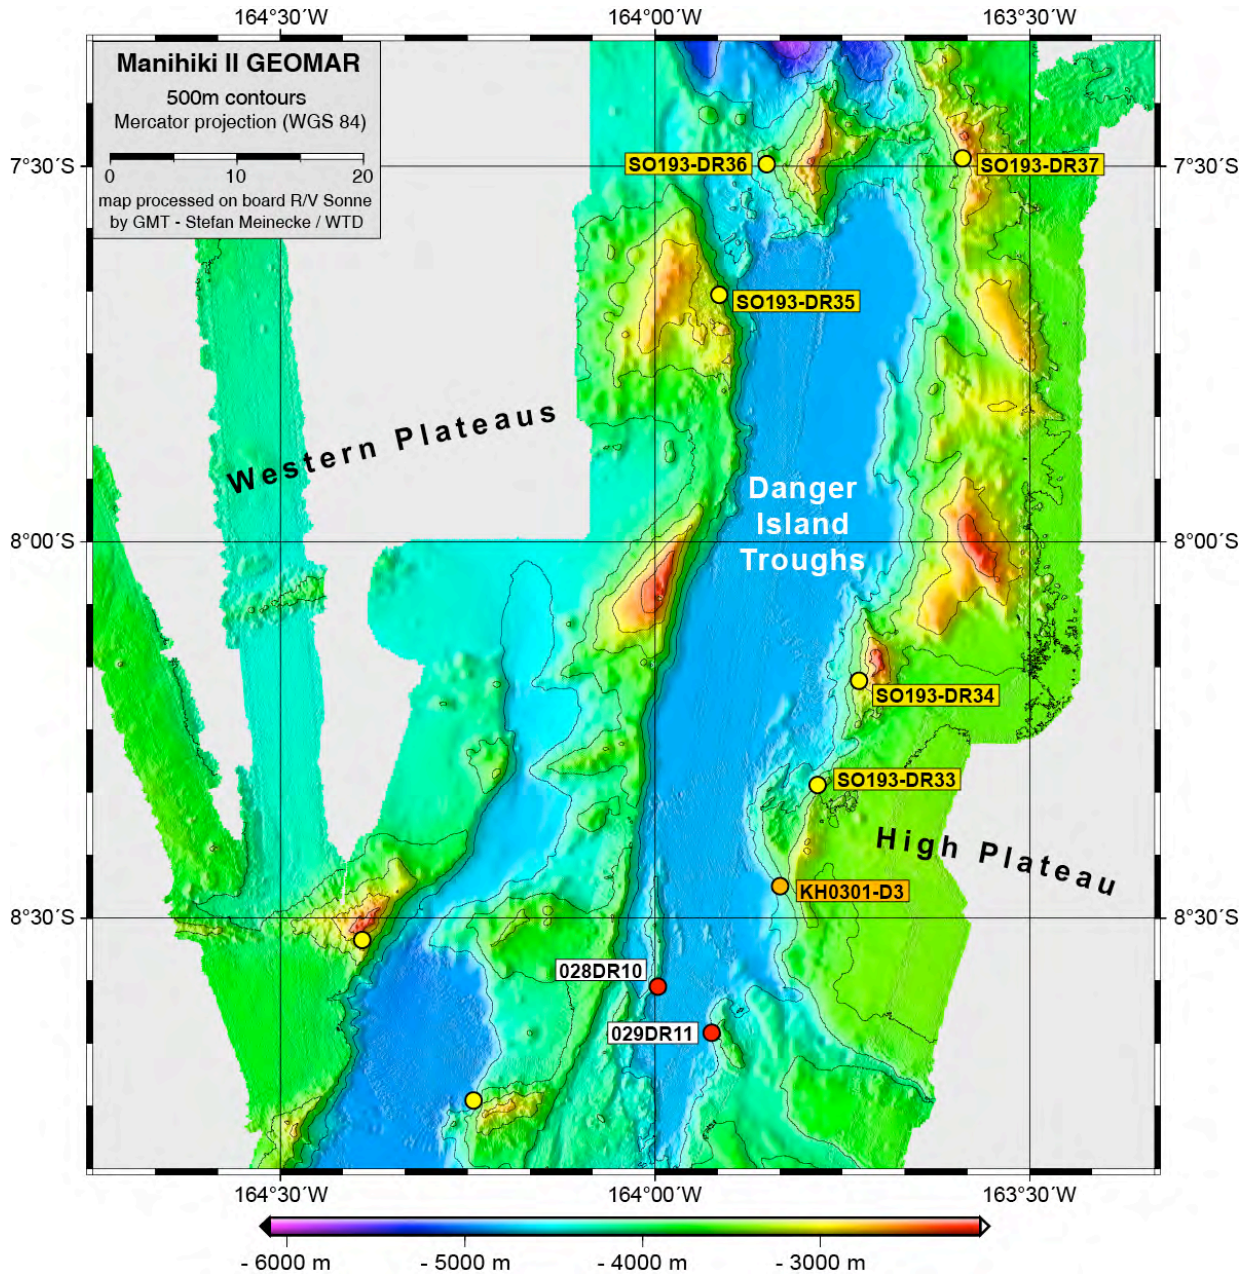 164°30´W 164°00´W 163°30´W
Manihiki II GEOMAR
500m contours
Mercator projection (WGS 84)
0 10 20
map processed on board R/V Sonne
by GMT - Stefan Meinecke / WTD
7°30´S 7°30´S
SO193-DR36
SO193-DR37
SO193-DR35
Western Plateaus
Danger
Island
Troughs
8°00´S 8°00´S
SO193-DR34
SO193-DR33
High Plateau
KH0301-D3
8°30´S 8°30´S
028DR10
029DR11
164°30´W 164°00´W 163°30´W
- 6000 m - 5000 m - 4000 m - 3000 m